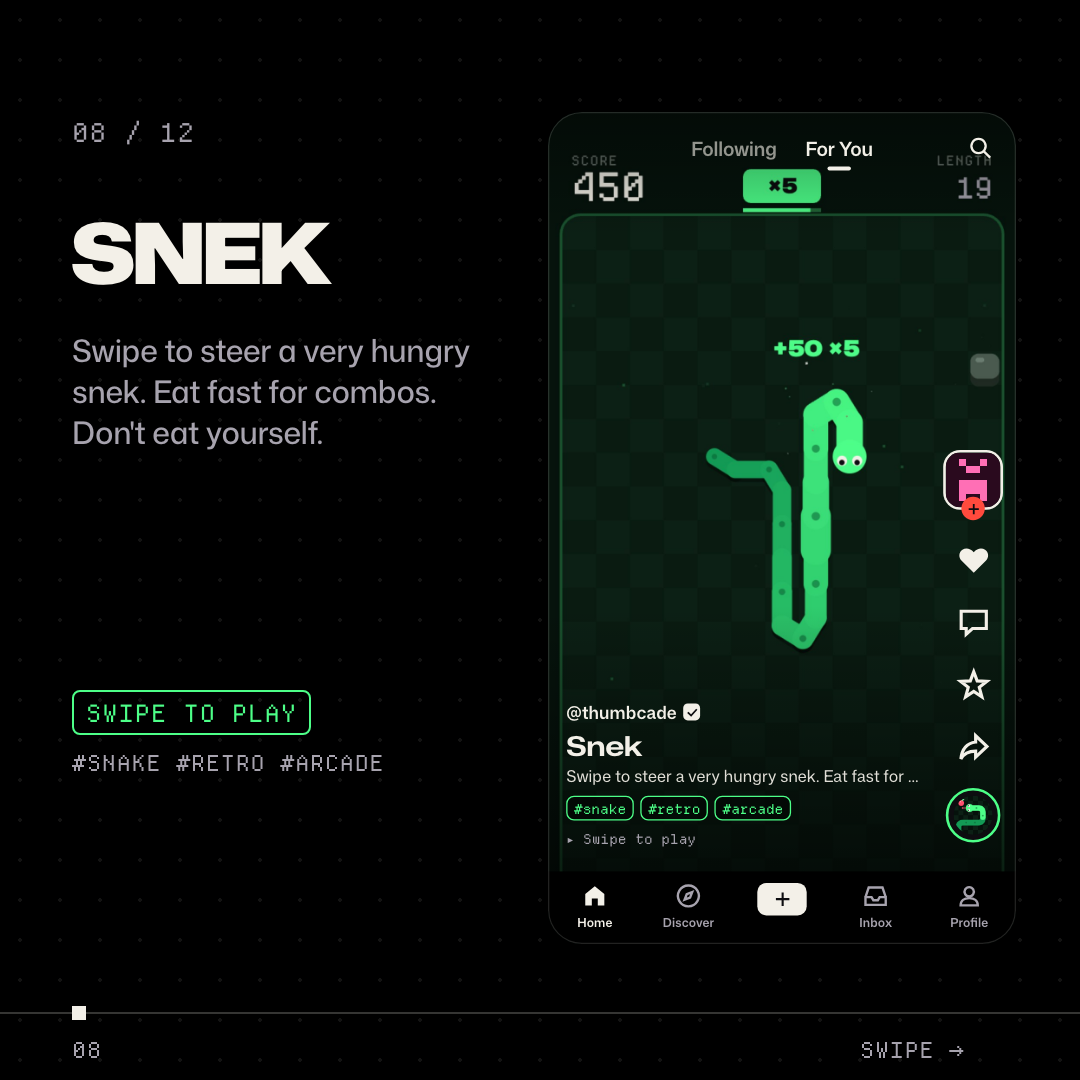 08 / 12
SNEK
Swipe to steer a very hungry
snek. Eat fast for combos.
Don't eat yourself.
SWIPE TO PLAY
#SNAKE #RETRO #ARCADE
Following For You
SCORE
450
×5
LENGTH
19
+50 ×5
@thumbcade
Snek
Swipe to steer a very hungry snek. Eat fast for ...
#snake #retro #arcade
▸ Swipe to play
Home Discover Inbox Profile
08
SWIPE →